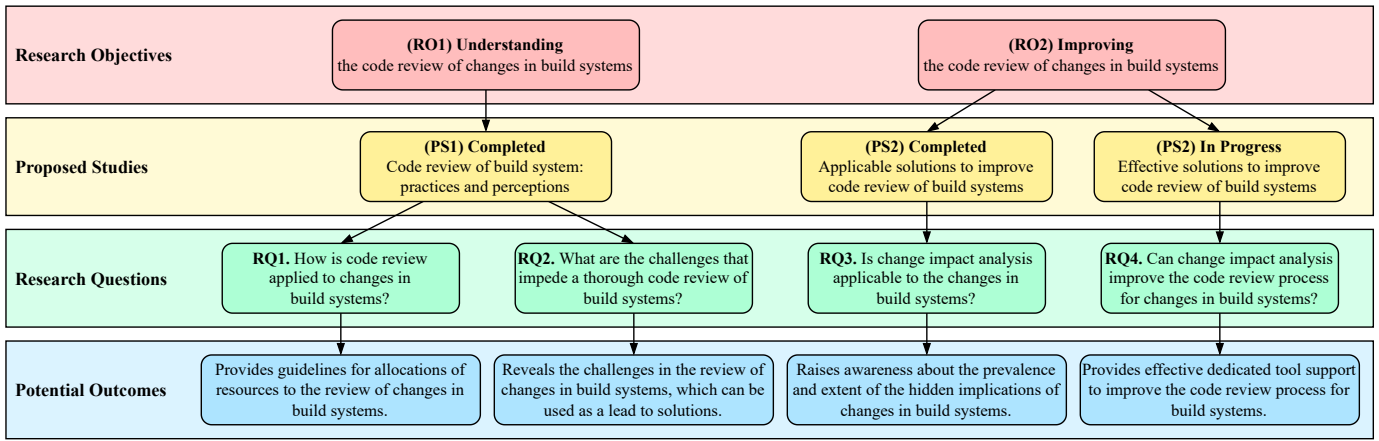 Research Objectives
(RO1) Understanding
the code review of changes in build systems
(RO2) Improving
the code review of changes in build systems
Proposed Studies
(PS1) Completed
Code review of build system:
practices and perceptions
(PS2) Completed
Applicable solutions to improve
code review of build systems
(PS2) In Progress
Effective solutions to improve
code review of build systems
Research Questions
RQ1. How is code review
applied to changes in
build systems?
RQ2. What are the challenges that
impede a thorough code review of
build systems?
RQ3. Is change impact analysis
applicable to the changes in
build systems?
RQ4. Can change impact analysis
improve the code review process
for changes in build systems?
Potential Outcomes
Provides guidelines for allocations of
resources to the review of changes in
build systems.
Reveals the challenges in the review of
changes in build systems, which can be
used as a lead to solutions.
Raises awareness about the prevalence
and extent of the hidden implications of
changes in build systems.
Provides effective dedicated tool support
to improve the code review process for
build systems.